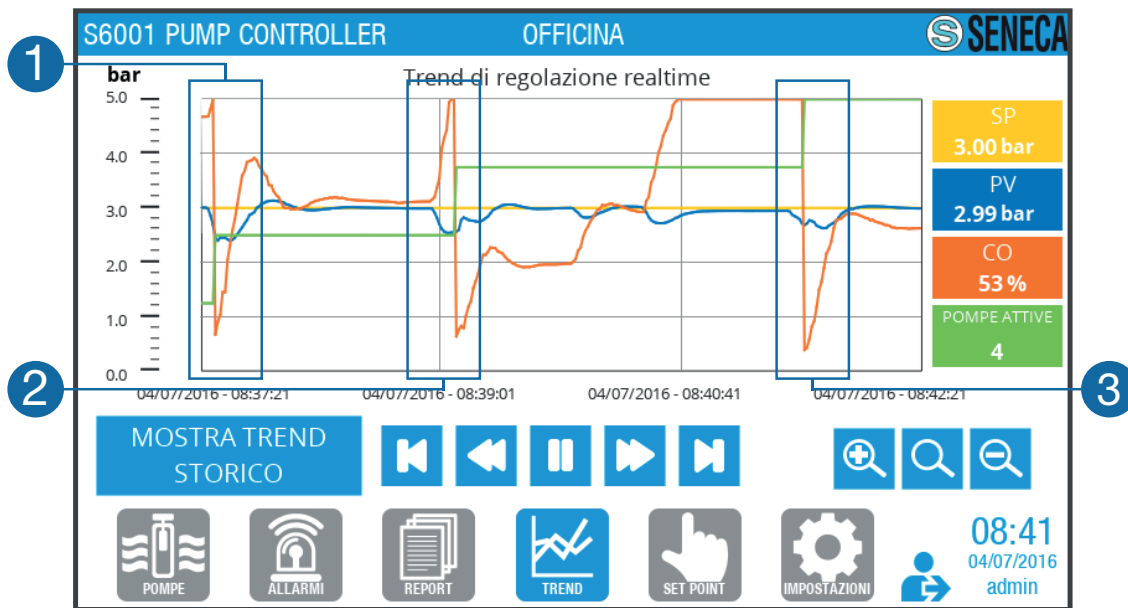 S6001 PUMP CONTROLLER
OFFICINA
S SENECA
1
bar
Trend di regolazione realtime
5.0
4.0
3.0
2.0
1.0
0.0
SP
3.00 bar
PV
2.99 bar
CO
53 %
POMPE ATTIVE
4
2
3
04/07/2016 - 08:37:21
04/07/2016 - 08:39:01
04/07/2016 - 08:40:41
04/07/2016 - 08:42:21
MOSTRA TREND
STORICO
POMPE
ALLARMI
REPORT
TREND
SET POINT
IMPOSTAZIONI
08:41
04/07/2016
admin